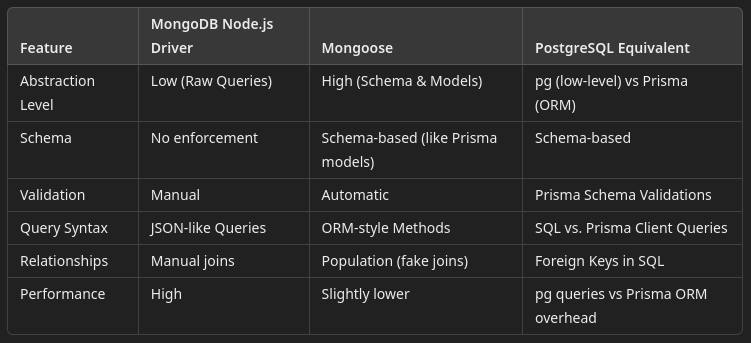 Feature
MongoDB Node.js
Driver
Mongoose
PostgreSQL Equivalent
Abstraction
Level
Low (Raw Queries)
High (Schema & Models)
pg (low-level) vs Prisma
(ORM)
Schema
No enforcement
Schema-based (like Prisma
models)
Schema-based
Validation
Manual
Automatic
Prisma Schema Validations
Query Syntax
JSON-like Queries
ORM-style Methods
SQL vs. Prisma Client Queries
Relationships
Manual joins
Population (fake joins)
Foreign Keys in SQL
Performance
High
Slightly lower
pg queries vs Prisma ORM
overhead